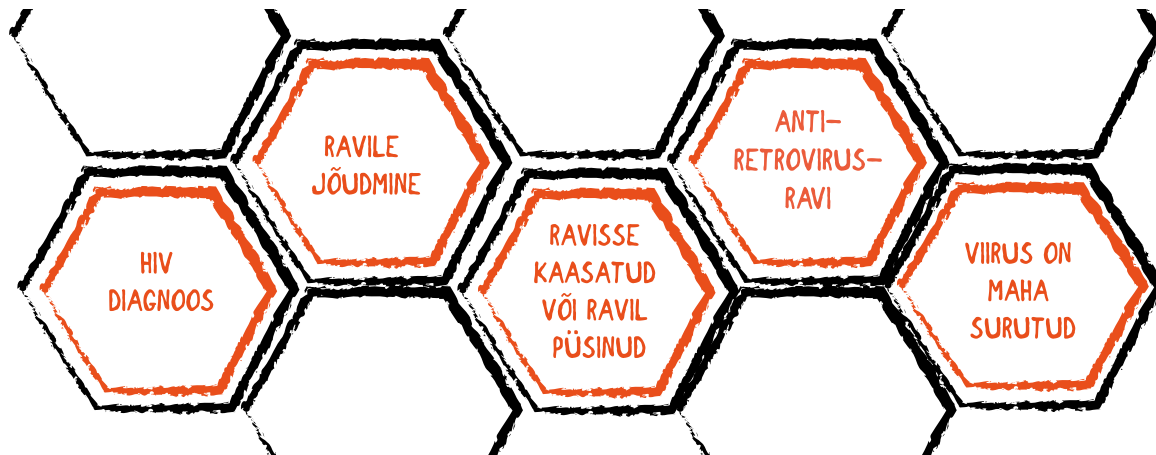 HIV
DIAGNOOS
RAVILE
JÕUDMINE
RAVISSE
KAASATUD
VÕI RAVIL
PÜSINUD
ANTI-
RETROVIRUS-
RAVI
VIIRUS ON
MAHA
SURUTUD